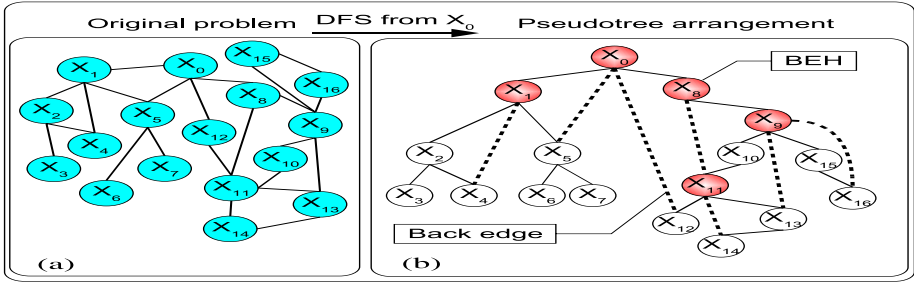 Original problem DFS from X0 Pseudotree arrangement
X15
X1 X0 X16
X8
X2 X5 X9
X12
X4 X10
X3 X7
X6 X11
X13
X14
(a)
X0
BEH
X1 X8
X9
X2 X5 X10 X15
X11
X3 X4 X6 X7 X16
X12 X13
Back edge
X14
(b)